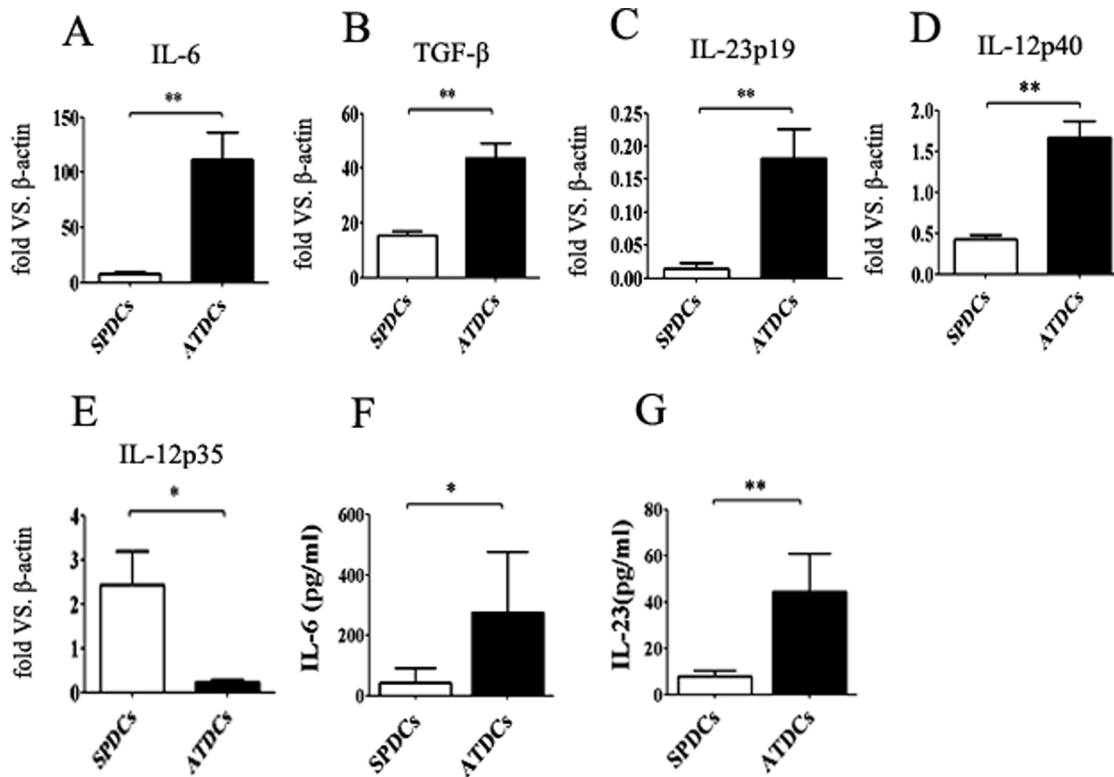 A
IL-6
**
fold VS. β-actin
150
100
50
0
SPDCs
ATDCs
B
TGF-β
**
fold VS. β-actin
60
40
20
0
SPDCs
ATDCs
C
IL-23p19
**
fold VS. β-actin
0.25
0.20
0.15
0.10
0.05
0.00
SPDCs
ATDCs
D
IL-12p40
**
fold VS. β-actin
2.0
1.5
1.0
0.5
0.0
SPDCs
ATDCs
E
IL-12p35
*
fold VS. β-actin
4
3
2
1
0
SPDCs
ATDCs
F
*
IL-6 (pg/ml)
600
400
200
0
SPDCs
ATDCs
G
**
IL-23(pg/ml)
80
60
40
20
0
SPDCs
ATDCs